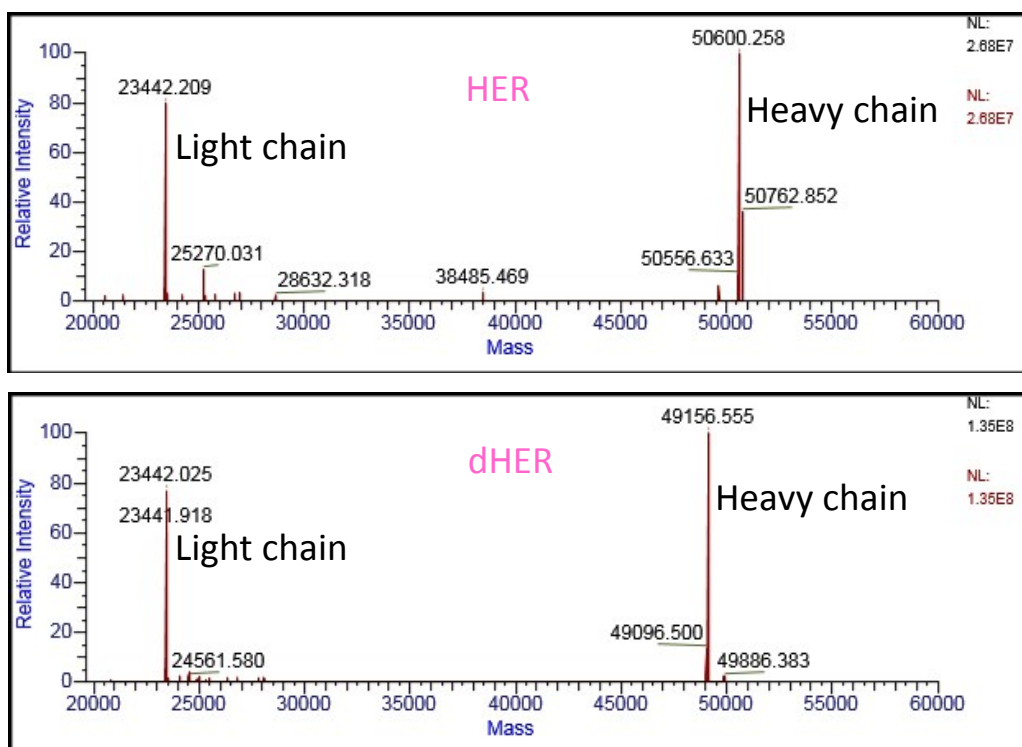 NL:
2.68E7
NL:
2.68E7
HER
Relative Intensity
100
80
60
40
20
0
23442.209
Light chain
25270.031
28632.318
38485.469
50600.258
Heavy chain
50762.852
50556.633
20000 25000 30000 35000 40000 45000 50000 55000 60000
Mass
NL:
1.35E8
NL:
1.35E8
dHER
Relative Intensity
100
80
60
40
20
0
23442.025
23441.918
Light chain
24561.580
49156.555
Heavy chain
49096.500
49886.383
20000 25000 30000 35000 40000 45000 50000 55000 60000
Mass